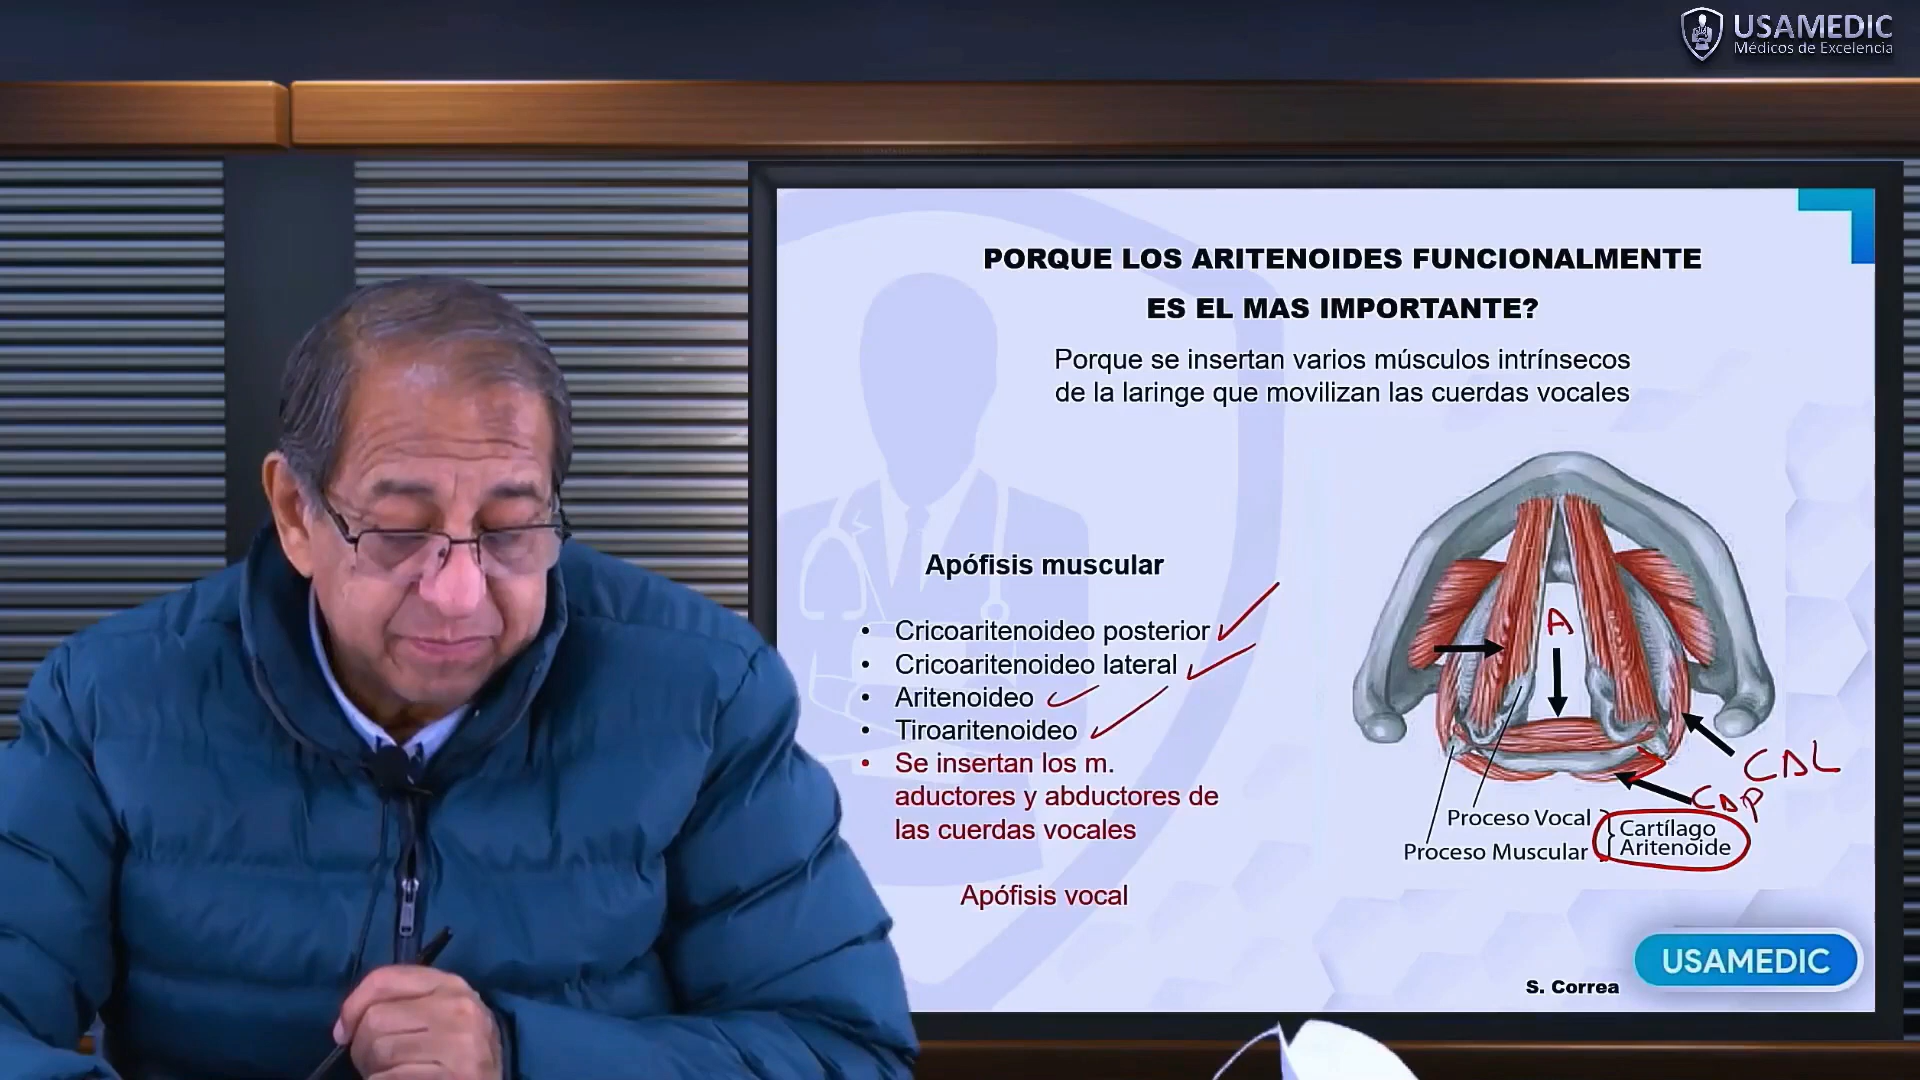 USAMEDIC
Médicos de Excelencia
PORQUE LOS ARITENOIDES FUNCIONALMENTE
ES EL MAS IMPORTANTE?
Porque se insertan varios músculos intrínsecos
de la laringe que movilizan las cuerdas vocales
Apófisis muscular
• Cricoaritenoideo posterior
• Cricoaritenoideo lateral
• Aritenoideo
• Tiroaritenoideo
• Se insertan los m.
aductores y abductores de
las cuerdas vocales
Apófisis vocal
A
CAL
CAP
Proceso Vocal
Proceso Muscular
Cartílago
Aritenoide
USAMEDIC
S. Correa